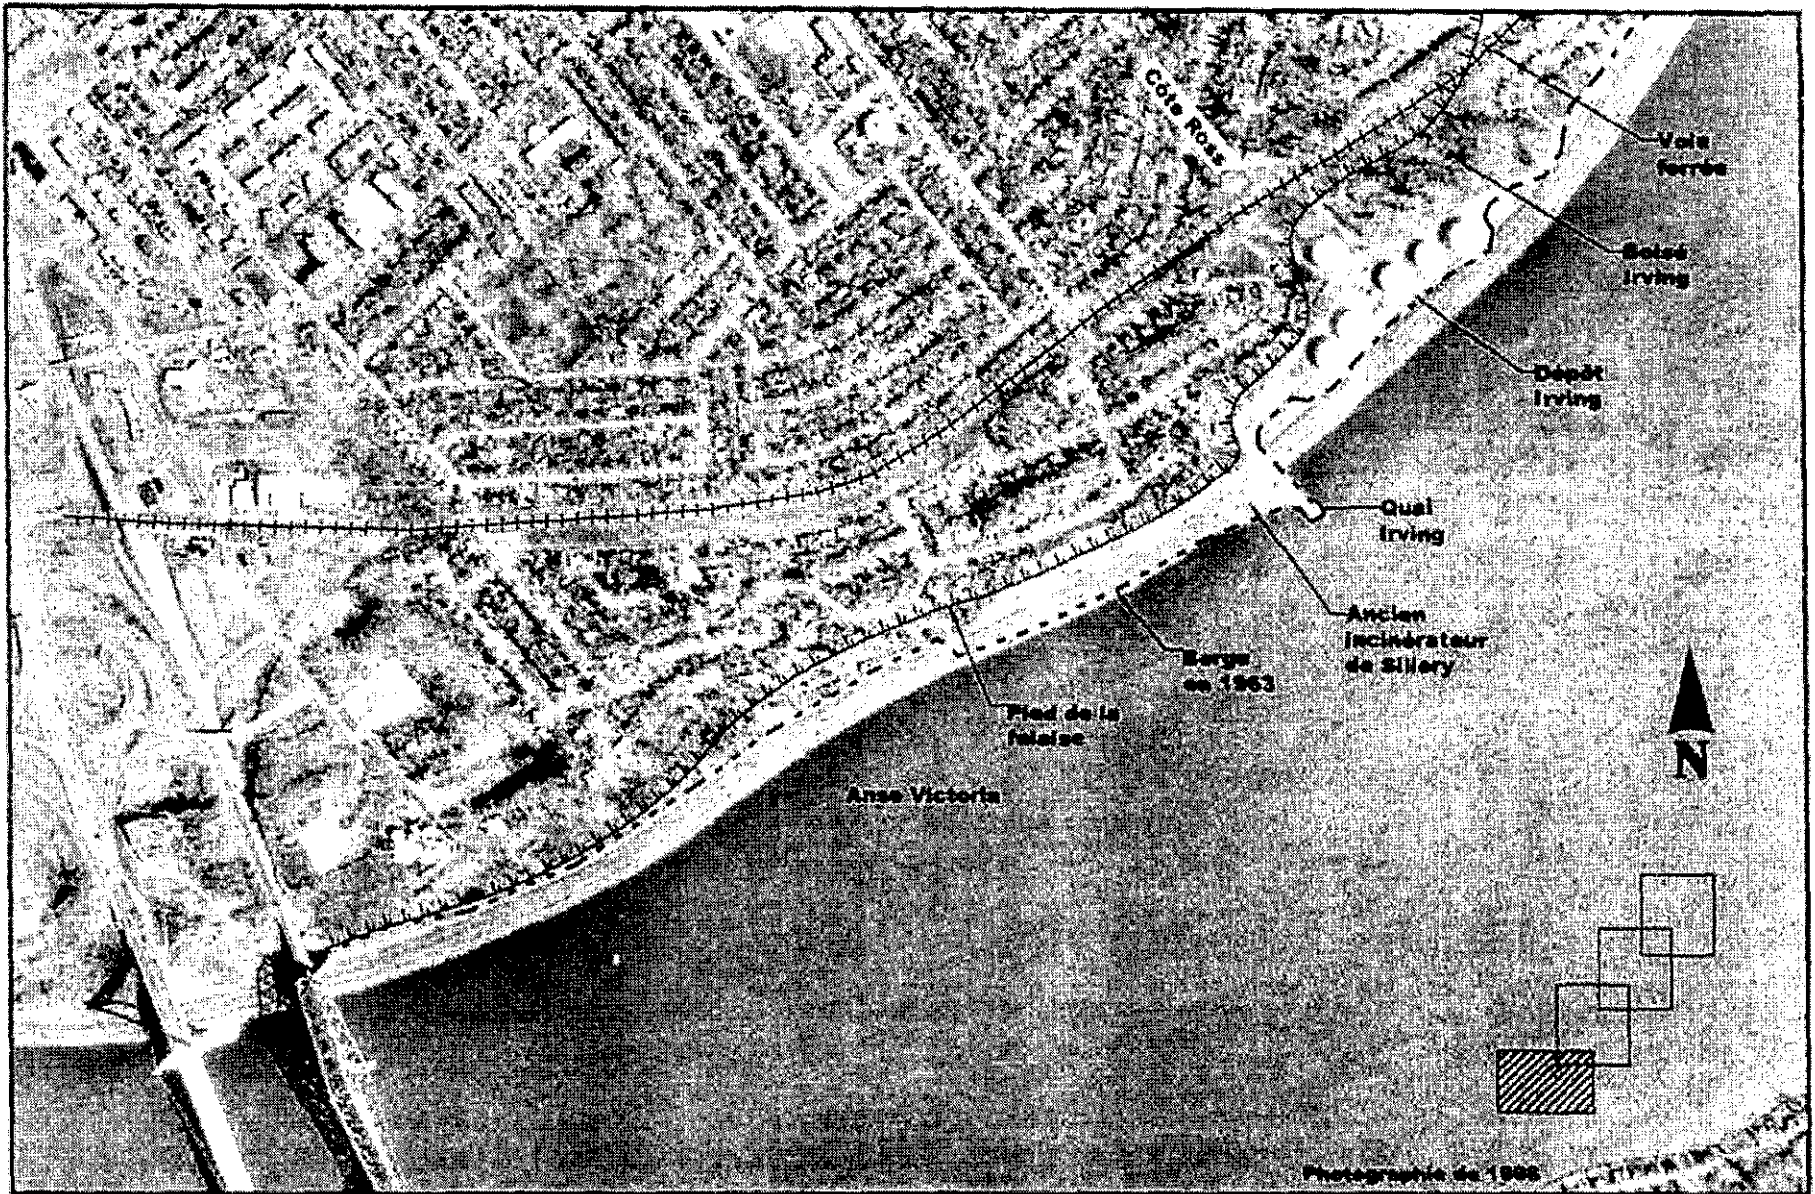 Côte Ross
Voie
ferrée
Boisé
Irving
Dépôt
Irving
Quai
Irving
Ancien
incinérateur
de Sillery
Berge
en 1963
Pied de la
falaise
Anse Victoria
N
Photographie de